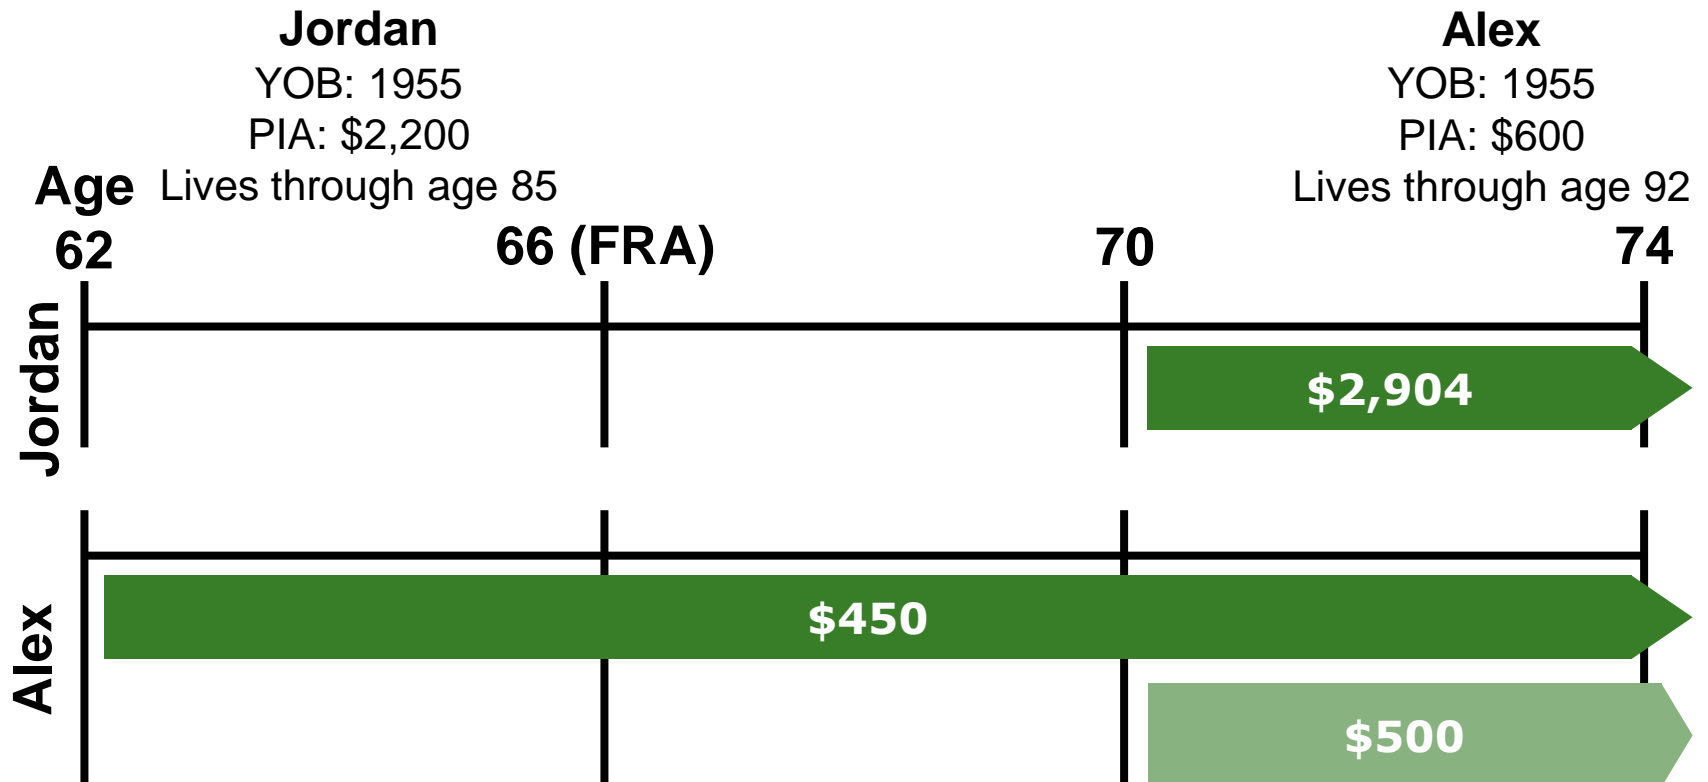 Jordan
YOB: 1955
PIA: $2,200
Lives through age 85
Alex
YOB: 1955
PIA: $600
Lives through age 92
Age
62
66 (FRA)
70
74
Jordan
$2,904
Alex
$450
$500